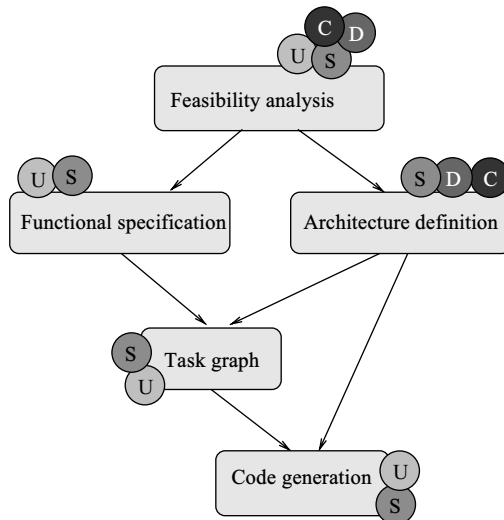 C D
U S
Feasibility analysis
U S
S D C
Functional specification
Architecture definition
S
Task graph
U
U
Code generation
S